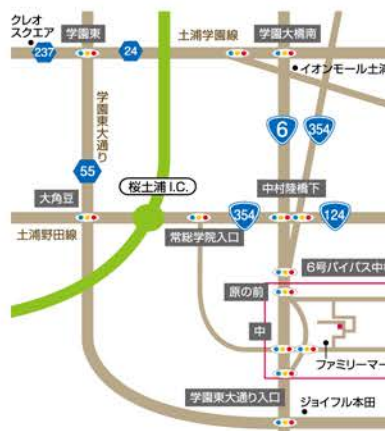 クレオ
スクエア
学園東
土浦学園線
学園大橋南
237
24
イオンモール土浦
学園東大通り
6
354
55
大角豆
桜土浦I.C.
中村陸橋下
354
124
土浦野田線
常総学院入口
6号バイパス中村
原の前
中
ファミリーマー
学園東大通り入口
ジョイフル本田